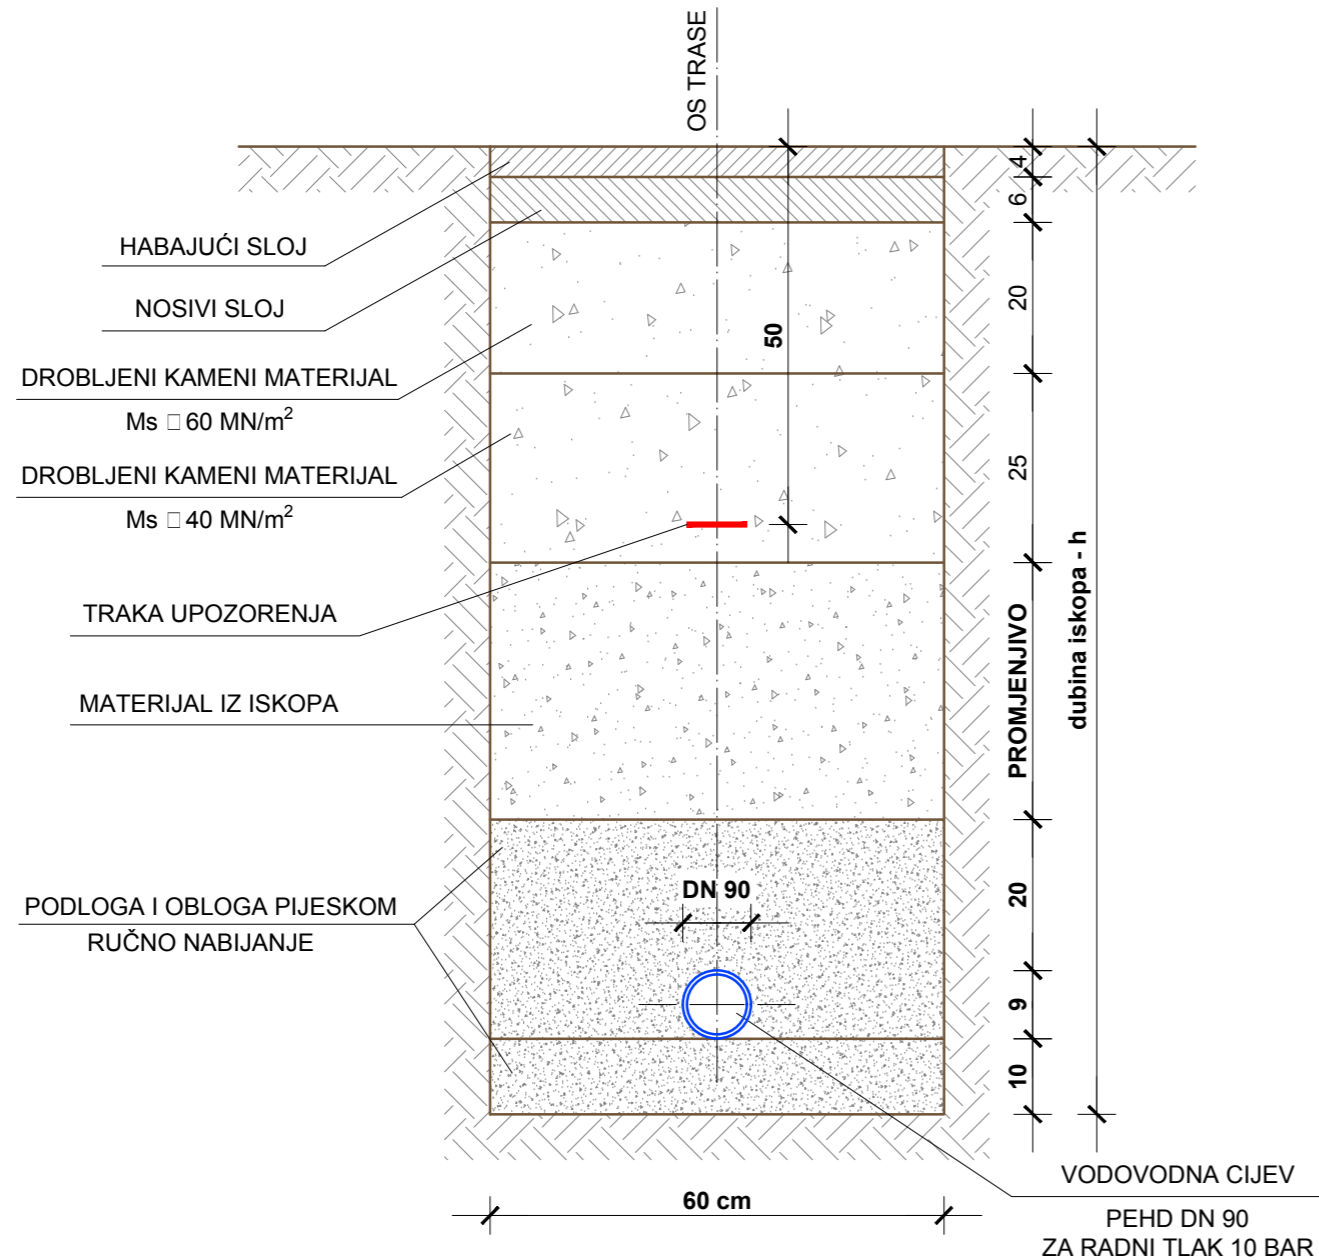 OS TRASE
4
6
HABAJUĆI SLOJ
NOSIVI SLOJ
20
50
DROBLJENI KAMENI MATERIJAL
Ms □ 60 MN/m²
DROBLJENI KAMENI MATERIJAL
Ms □ 40 MN/m²
25
TRAKA UPOZORENJA
MATERIJAL IZ ISKOPA
PROMJENJIVO
dubina iskopa - h
PODLOGA I OBLOGA PIJESKOM
RUČNO NABIJANJE
DN 90
20
9
10
60 cm
VODOVODNA CIJEV
PEHD DN 90
ZA RADNI TLAK 10 BAR